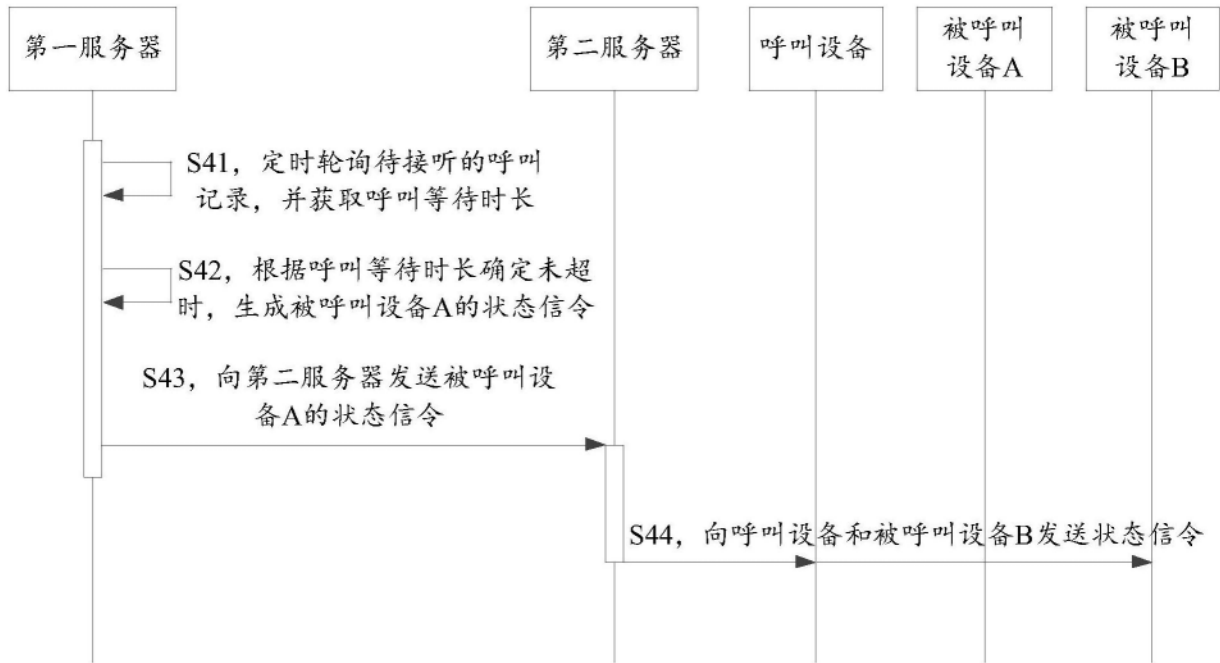 第一服务器
第二服务器
呼叫设备
被呼叫
设备A
被呼叫
设备B
S41，定时轮询待接听的呼叫
记录，并获取呼叫等待时长
S42，根据呼叫等待时长确定未超
时，生成被呼叫设备A的状态信令
S43，向第二服务器发送被呼叫设
备A的状态信令
S44，向呼叫设备和被呼叫设备B发送状态信令